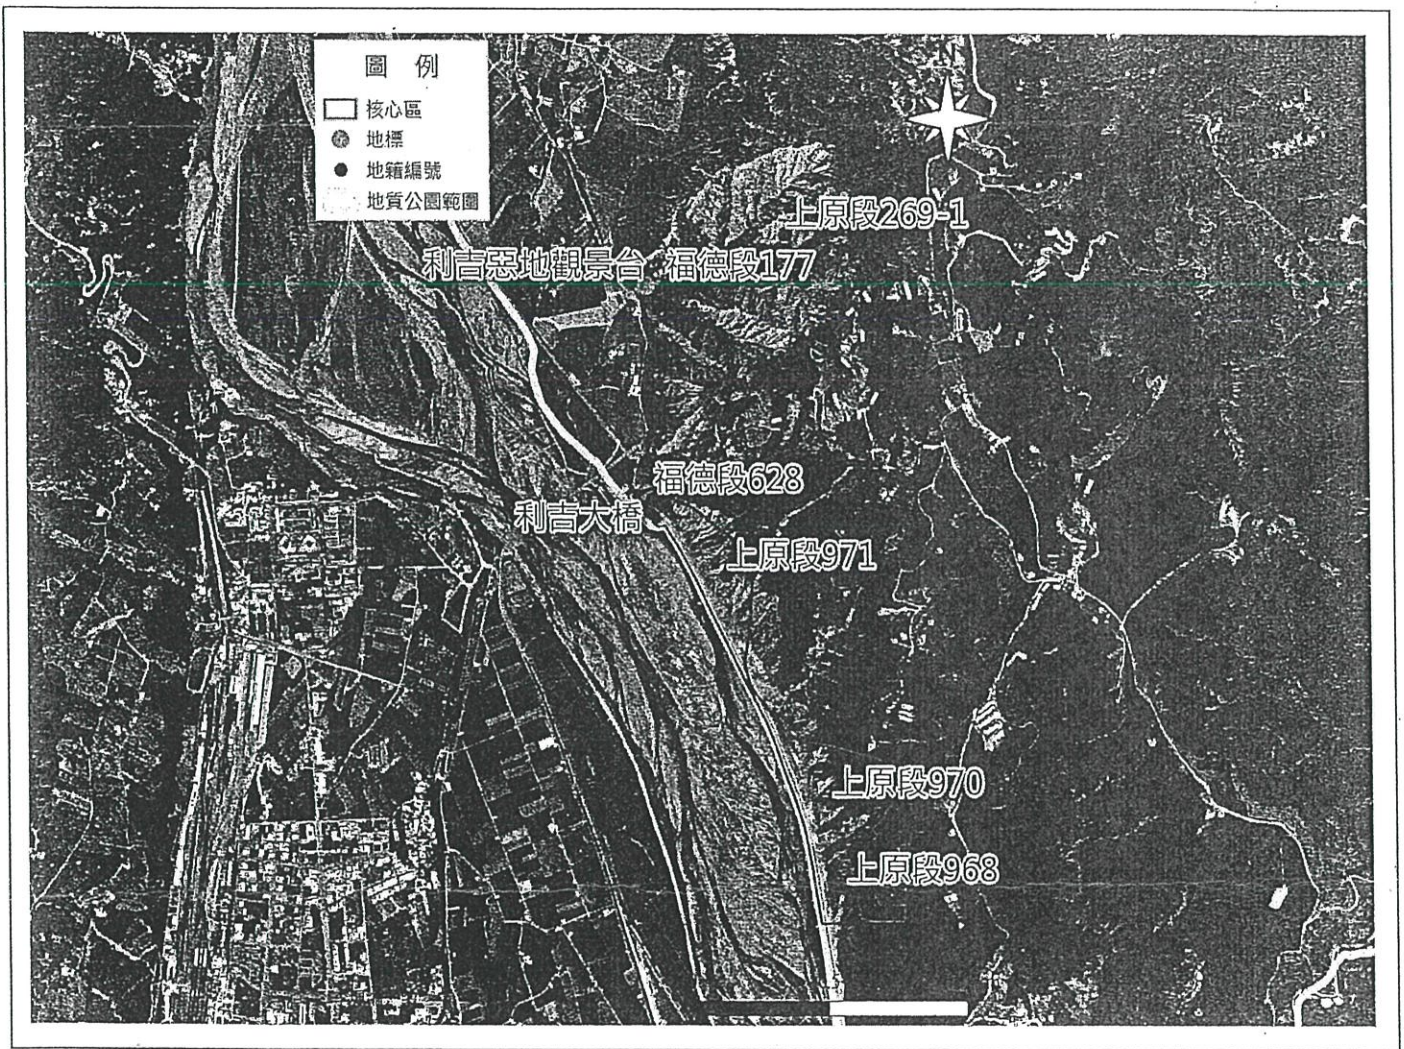 圖 例
核心區
地標
地籍編號
地質公園範圍
N
上原段269-1
利吉惡地觀景台
福德段177
福德段628
利吉大橋
上原段971
上原段970
上原段968